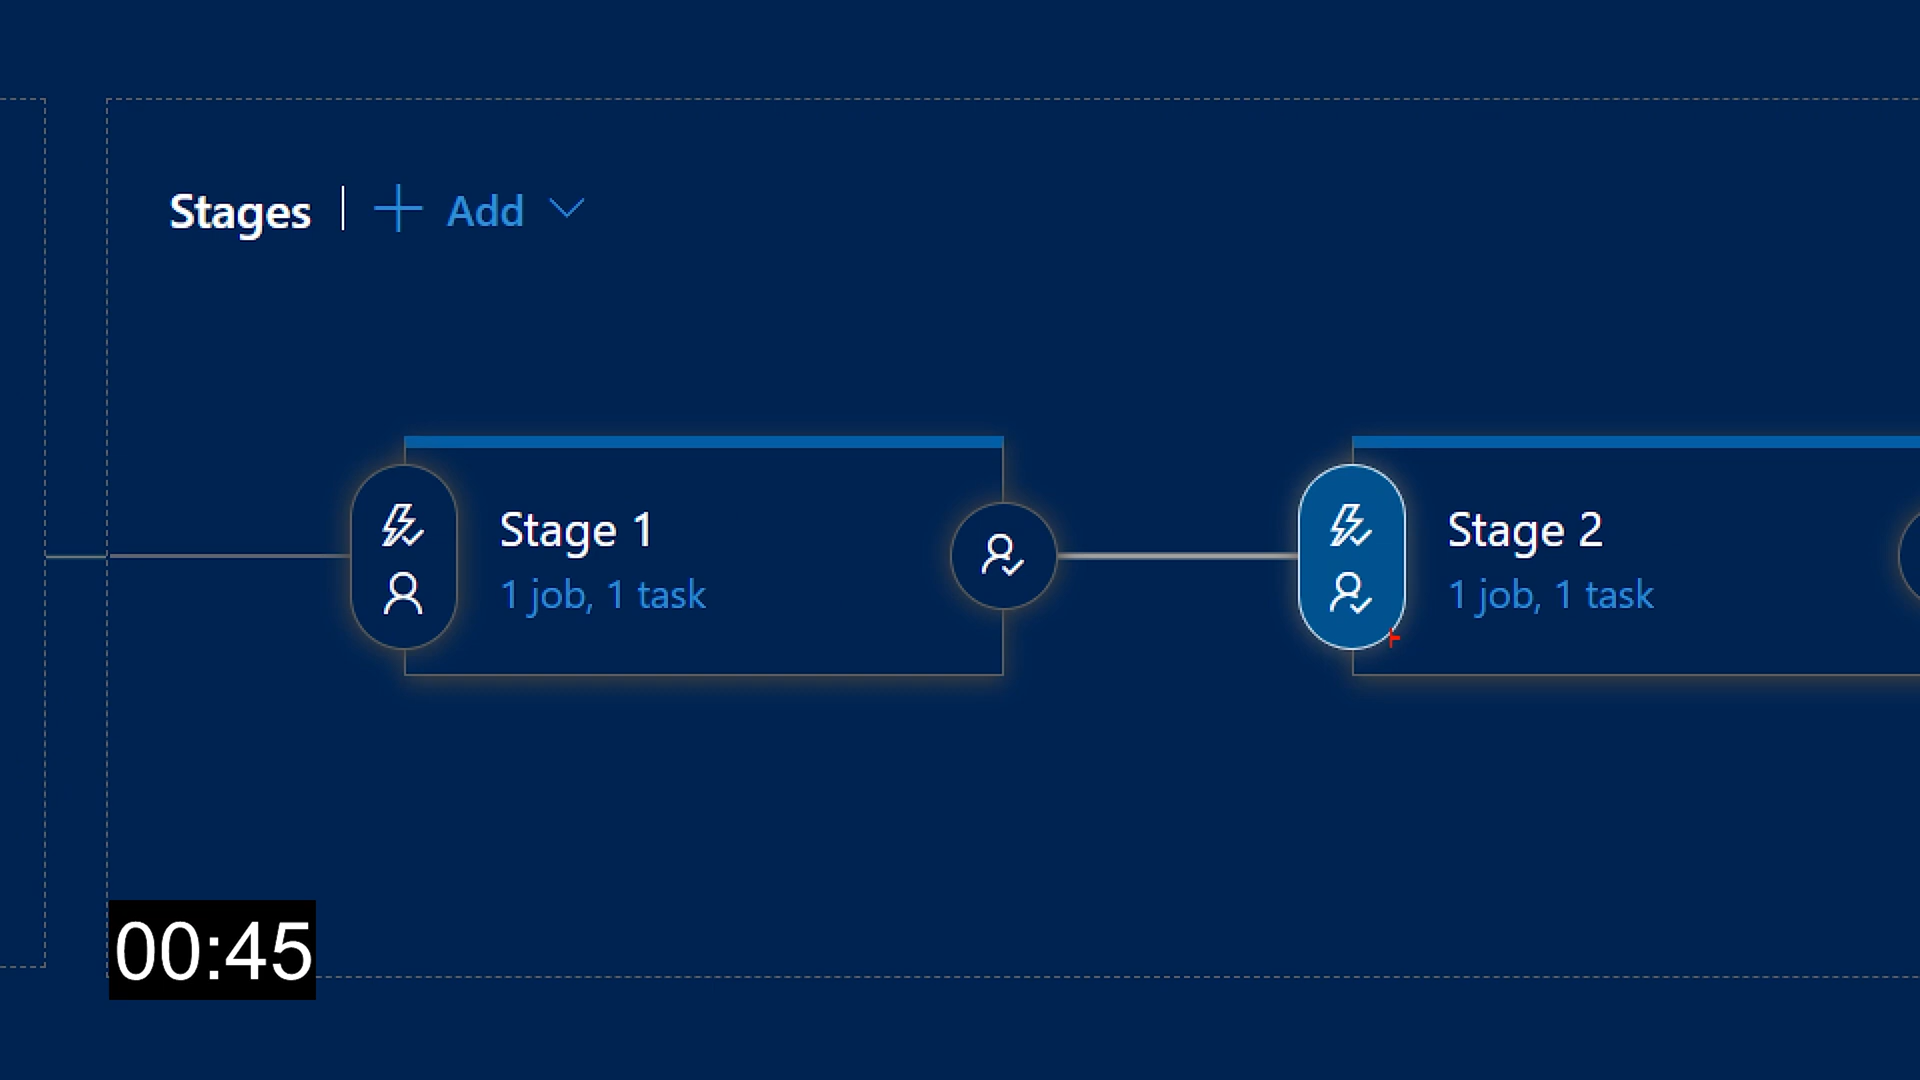 Stages Add
Stage 1
1 job, 1 task
Stage 2
1 job, 1 task
00:45